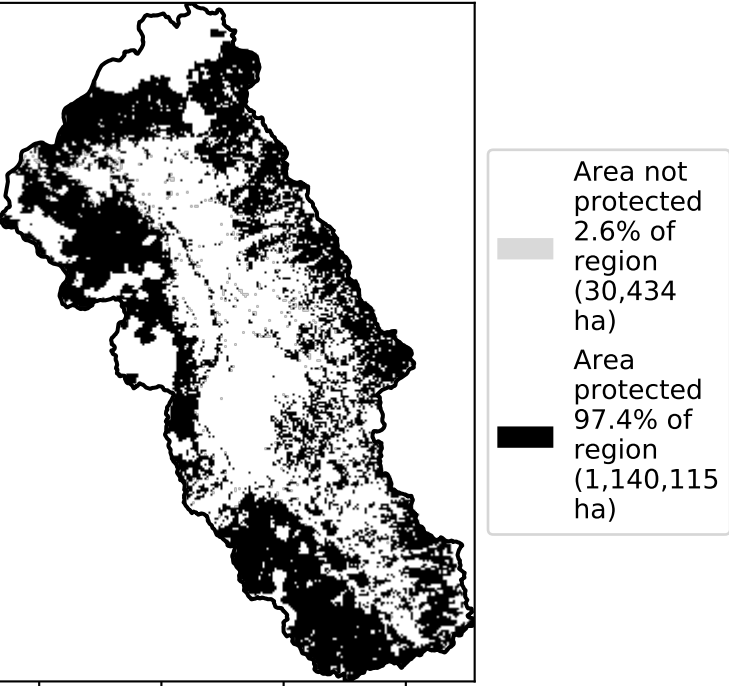 Area not
protected
2.6% of
region
(30,434
ha)
Area
protected
97.4% of
region
(1,140,115
ha)